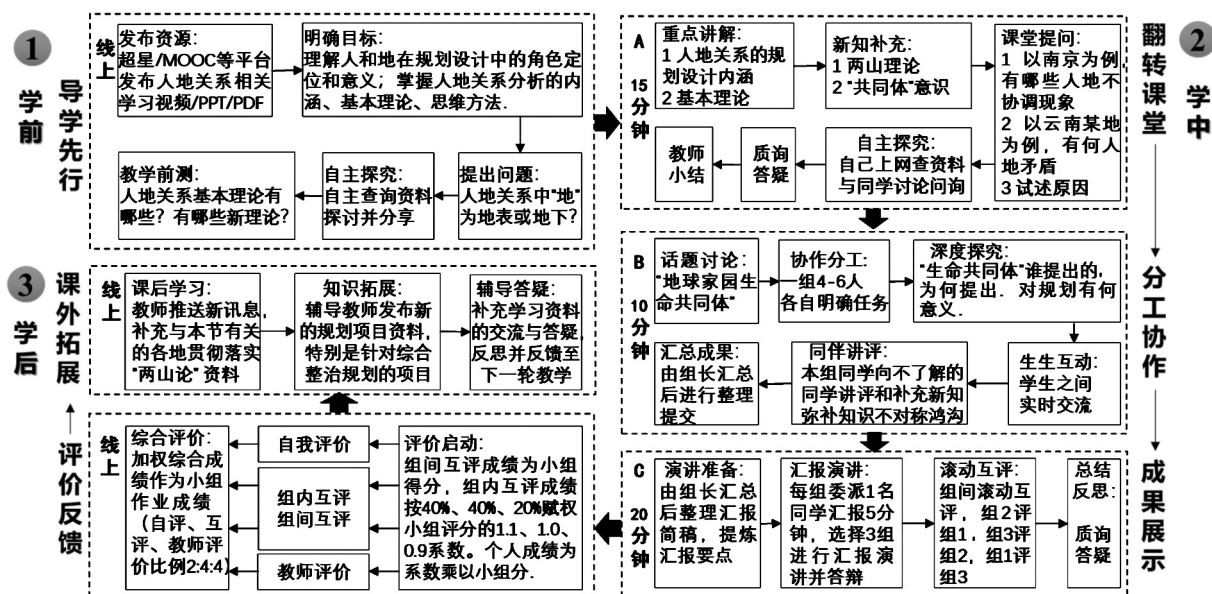 1
学前
导学先行
线上
发布资源:
超星/MOOC等平台
发布人地关系相关
学习视频/PPT/PDF
明确目标:
理解人和地在规划设计中的角色定
位和意义;掌握人地关系分析的内
涵、基本理论、思维方法.
提出问题:
人地关系中"地"
为地表或地下?
自主探究:
自主查询资料
探讨并分享
教学前测:
人地关系基本理论有
哪些?有哪些新理论?
2
学中
翻转课堂
分工协作
成果展示
A
15分钟
重点讲解:
1 人地关系的规
划设计内涵
2 基本理论
新知补充:
1 两山理论
2 "共同体"意识
课堂提问:
1 以南京为例,
有哪些人地不
协调现象
2 以云南某地
为例,有何人
地矛盾
3 试述原因
自主探究:
自己上网查资料
与同学讨论问询
质询
答疑
教师
小结
B
10分钟
话题讨论:
"地球家园生
命共同体"
协作分工:
一组4-6人
各自明确任务
深度探究:
"生命共同体"谁提出的,
为何提出. 对规划有何
意义.
生生互动:
学生之间
实时交流
同伴讲评:
本组同学向不了解的
同学讲评和补充新知
弥补知识不对称鸿沟
汇总成果:
由组长汇总
后进行整理
提交
C
20分钟
演讲准备:
由组长汇总
后整理汇报
简稿,提炼
汇报要点
汇报演讲:
每组委派1名
同学汇报5分
钟,选择3组
进行汇报演
讲并答辩
滚动互评:
组间滚动互
评,组2评
组1,组3评
组2,组1评
组3
总结
反思:
质询
答疑
3
学后
课外拓展
评价反馈
线上
评价启动:
组间互评成绩为小组
得分,组内互评成绩
按40%、40%、20%赋权
小组评分的1.1、1.0、
0.9系数。个人成绩为
系数乘以小组分.
自我评价
组内互评
组间互评
教师评价
综合评价:
加权综合成
绩作为小组
作业成绩
(自评、互
评、教师评
价比例2:4:4)
线上
课后学习:
教师推送新讯息,
补充与本节有关
的各地贯彻落实
"两山论"资料
知识拓展:
辅导教师发布新
的规划项目资料,
特别是针对综合
整治规划的项目
辅导答疑:
补充学习资料
的交流与答疑,
反思并反馈至
下一轮教学